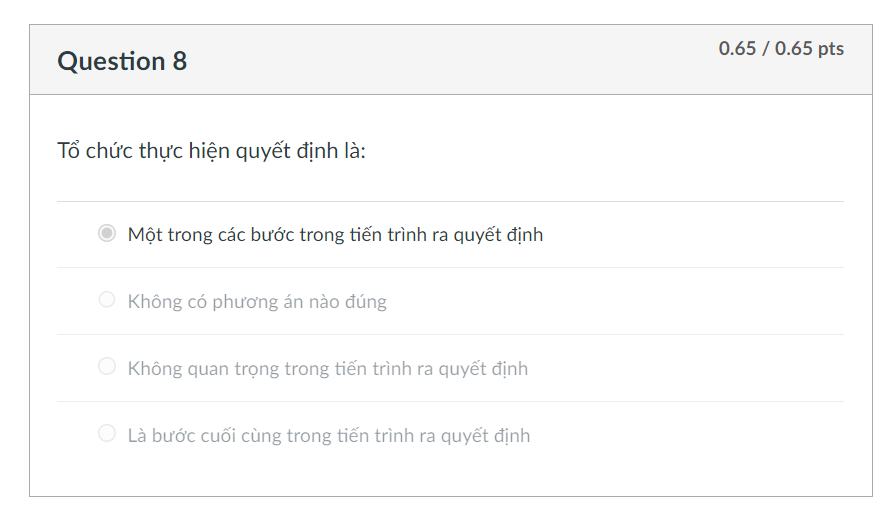 Question 8
0.65 / 0.65 pts
Tổ chức thực hiện quyết định là:
Một trong các bước trong tiến trình ra quyết định
Không có phương án nào đúng
Không quan trọng trong tiến trình ra quyết định
Là bước cuối cùng trong tiến trình ra quyết định